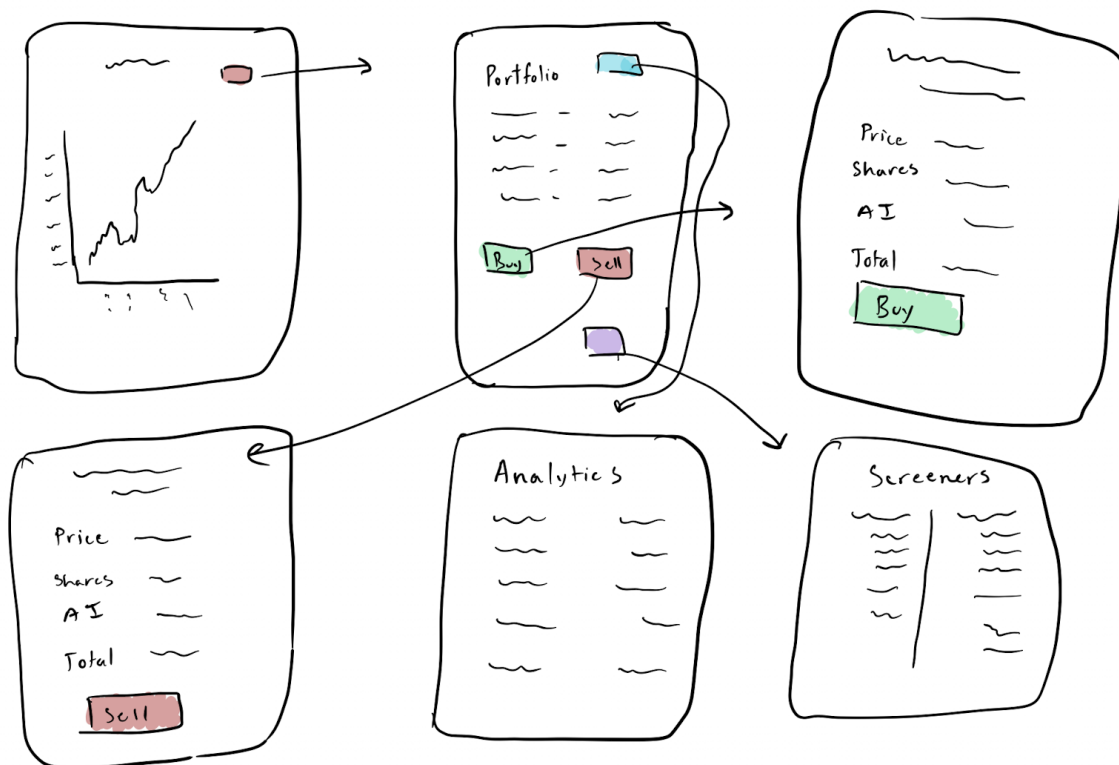 Portfolio
Buy
Sell
Price
Shares
AI
Total
Buy
Price
Shares
AI
Total
Sell
Analytics
Screeners